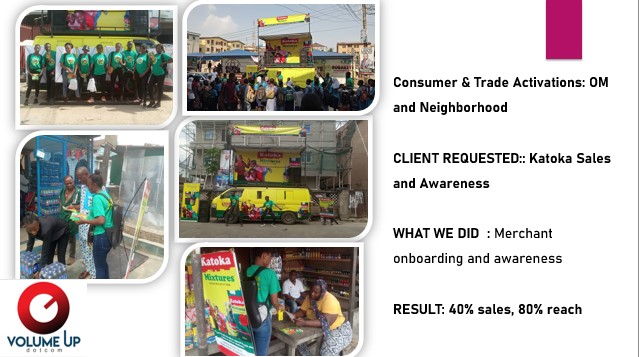 Consumer & Trade Activations: OM
and Neighborhood
CLIENT REQUESTED:: Katoka Sales
and Awareness
WHAT WE DID : Merchant
onboarding and awareness
RESULT: 40% sales, 80% reach
Katoka
Mixtures
VOLUME UP
dotcom